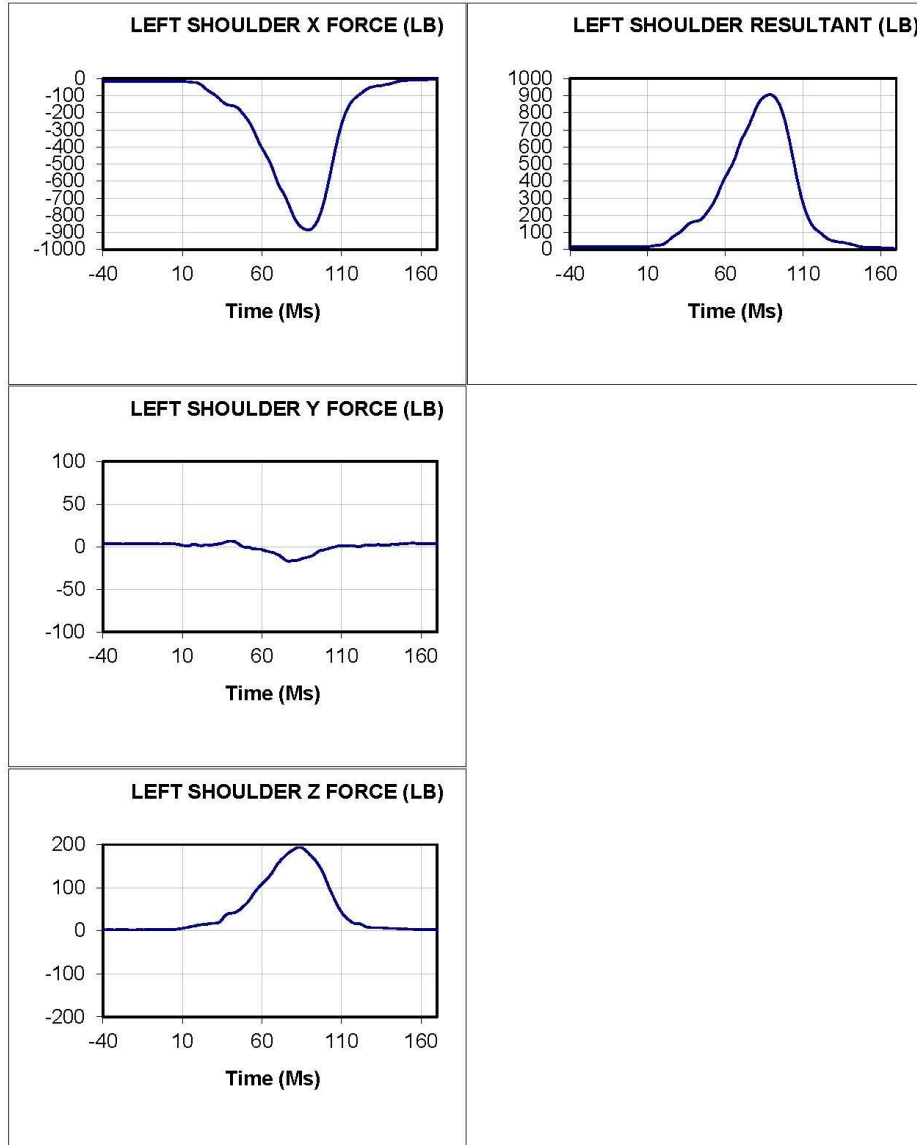 LEFT SHOULDER X FORCE (LB)
0
-100
-200
-300
-400
-500
-600
-700
-800
-900
-1000
-40 10 60 110 160
Time (Ms)
LEFT SHOULDER RESULTANT (LB)
1000
900
800
700
600
500
400
300
200
100
0
-40 10 60 110 160
Time (Ms)
LEFT SHOULDER Y FORCE (LB)
100
50
0
-50
-100
-40 10 60 110 160
Time (Ms)
LEFT SHOULDER Z FORCE (LB)
200
100
0
-100
-200
-40 10 60 110 160
Time (Ms)